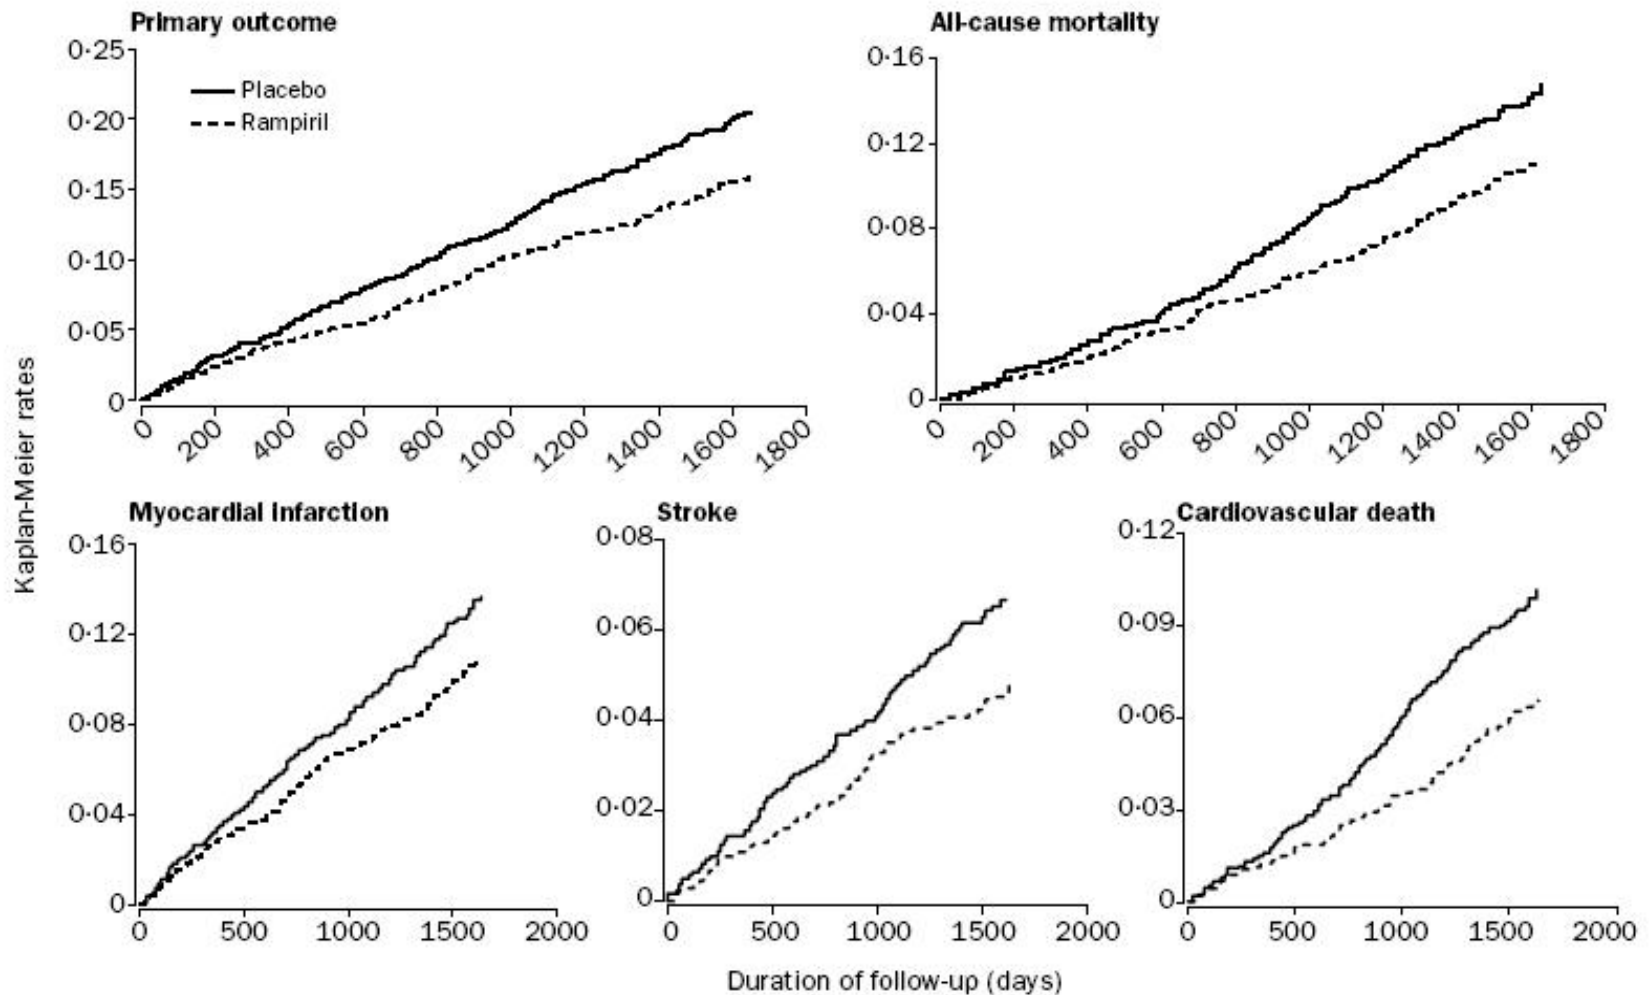 Primary outcome
0·25
0·20
0·15
0·10
0·05
0
Placebo
Rampiril
0 200 400 600 800 1000 1200 1400 1600 1800
All-cause mortality
0·16
0·12
0·08
0·04
0
0 200 400 600 800 1000 1200 1400 1600 1800
Kaplan-Meier rates
Myocardial infarction
0·16
0·12
0·08
0·04
0
0 500 1000 1500 2000
Stroke
0·08
0·06
0·04
0·02
0
0 500 1000 1500 2000
Cardiovascular death
0·12
0·09
0·06
0·03
0
0 500 1000 1500 2000
Duration of follow-up (days)